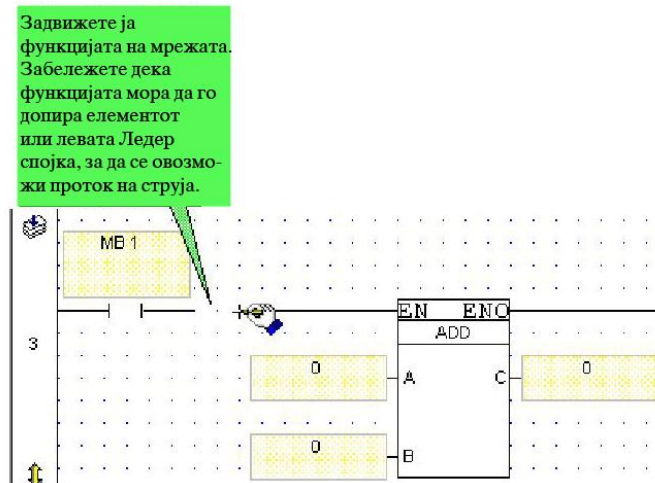 Задвижете ја
функцијата на мрежата.
Забележете дека
функцијата мора да го
допира елементот
или левата Ледер
спојка, за да се овозмо-
жи проток на струја.
MB 1
EN ENO
3
ADD
0
0
A
C
0
B